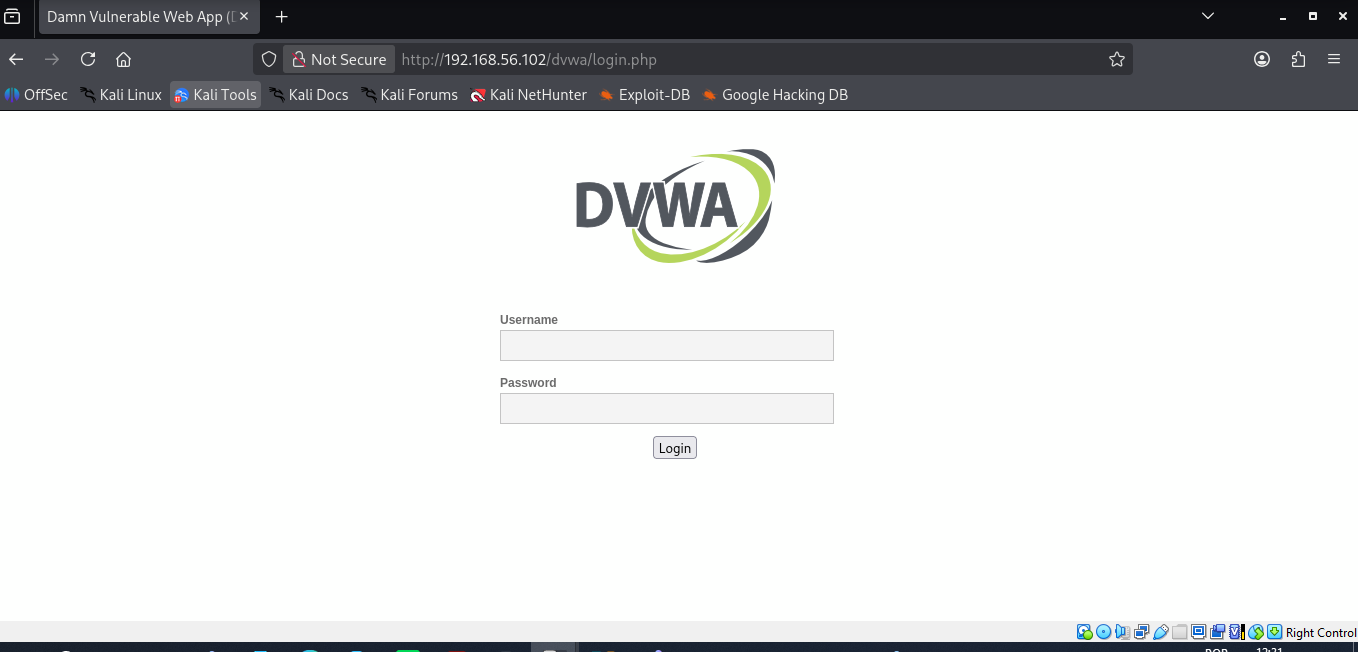 Damn Vulnerable Web App (D
Not Secure http://192.168.56.102/dvwa/login.php
OffSec Kali Linux Kali Tools Kali Docs Kali Forums Kali NetHunter Exploit-DB Google Hacking DB
DVWA
Username
Password
Login
Right Control